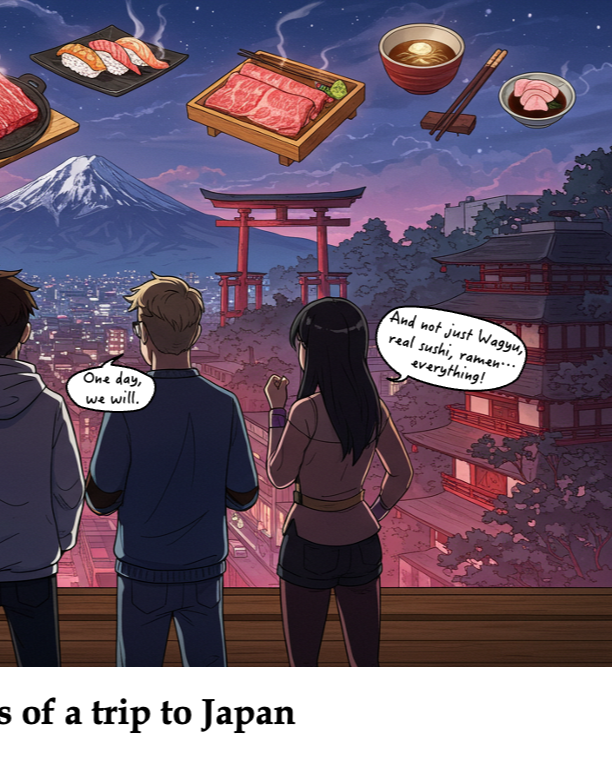 One day,
we will.
And not just Wagyu,
real sushi, ramen...
everything!
s of a trip to Japan